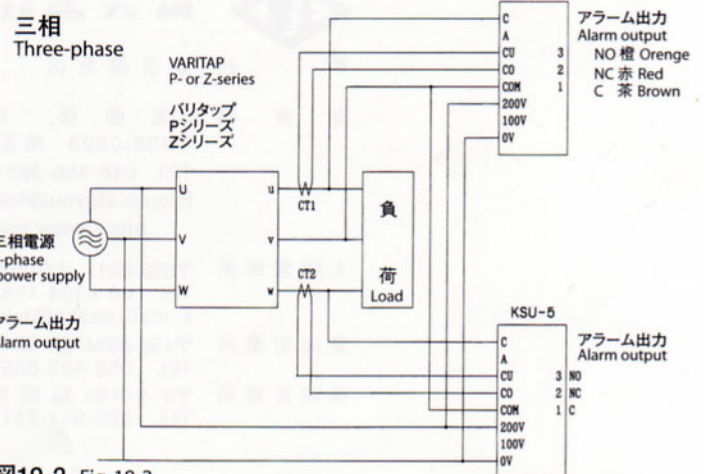 三相
Three-phase
VARITAP
P- or Z-series
バリタップ
Pシリーズ
Zシリーズ
C
A
CU 3
CO 2
COM 1
200V
100V
0V
アラーム出力
Alarm output
NO 橙 Orenge
NC 赤 Red
C 茶 Brown
三相電源
-phase
power supply
U
V
W
u
v
w
CT1
CT2
負
荷
Load
アラーム出力
larm output
KSU-5
C
A
CU 3 NO
CO 2 NC
COM 1 C
200V
100V
0V
アラーム出力
Alarm output